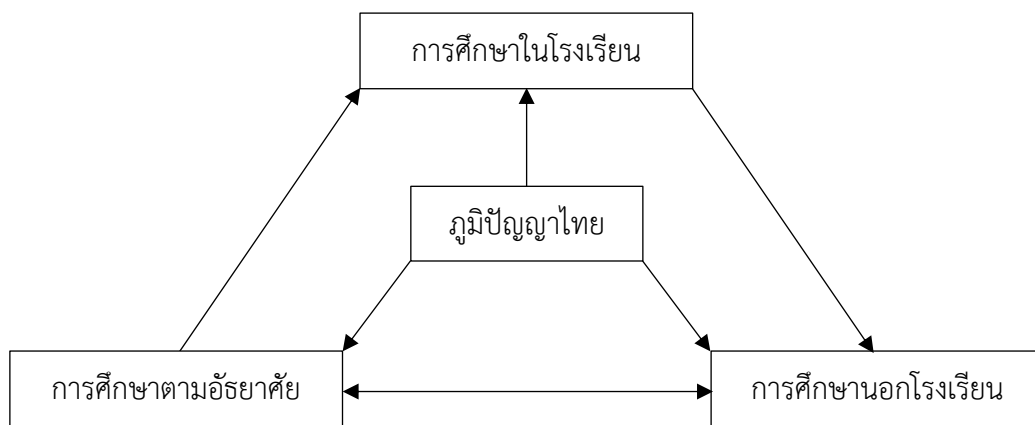 การศึกษาในโรงเรียน
ภูมิปัญญาไทย
การศึกษาตามอัธยาศัย
การศึกษานอกโรงเรียน